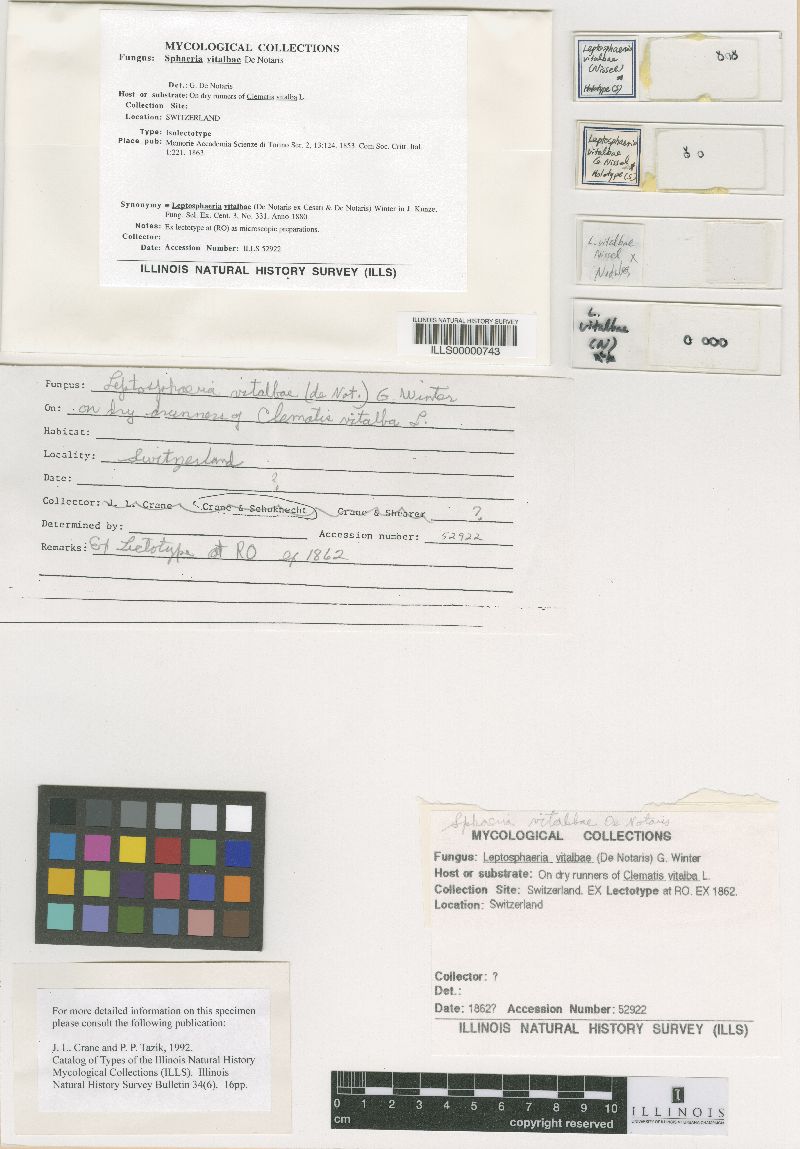 MYCOLOGICAL COLLECTIONS
Fungus: Sphaeria vitalbae De Notaris
Det.: G. De Notaris
Host or substrate: On dry runners of Clematis vitalba L.
Collection Site:
Location: SWITZERLAND
Type: Isolectotype
Place pub: Memorie Accademia Scienze di Torino Ser. 2, 13:124. 1853. Com. Soc. Critt. Ital.
1:221. 1863.
Synonymy = Leptosphaeria vitalbae (De Notaris ex Cesati & De Notaris) Winter in J. Kunze,
Fung. Sel. Ex. Cent. 3. No. 331. Anno 1880.
Notes: Ex lectotype at (RO) as microscopic preparations.
Collector:
Date: Accession Number: ILLS 52922
ILLINOIS NATURAL HISTORY SURVEY (ILLS)
ILLINOIS NATURAL HISTORY SURVEY
ILLS00000743
Leptosphaeria
vitalbae
(Nissel)
*
Holotype (S)
Leptosphaeria
vitalbae
G. Nissel *
Holotype (S)
L. vitalbae
Nissel X
L.
vitalbae
(N)
**
Fungus: Leptosphaeria vitalbae (de Not.) G. Winter
On: on dry runners of Clematis vitalba L.
Habitat:
Locality: Switzerland
Date: ?
Collector: J. L. Crane Crane & Schoknecht Crane & Shearer ?
Determined by: Accession number: 52922
Remarks: Ex Lectotype at RO of 1862
Sphaeria vitalbae De Notaris
MYCOLOGICAL COLLECTIONS
Fungus: Leptosphaeria vitalbae (De Notaris) G. Winter
Host or substrate: On dry runners of Clematis vitalba L.
Collection Site: Switzerland. EX Lectotype at RO. EX 1862.
Location: Switzerland
Collector: ?
Det.:
Date: 1862? Accession Number: 52922
ILLINOIS NATURAL HISTORY SURVEY (ILLS)
For more detailed information on this specimen
please consult the following publication:
J. L. Crane and P. P. Tazik, 1992.
Catalog of Types of the Illinois Natural History
Mycological Collections (ILLS). Illinois
Natural History Survey Bulletin 34(6). 16pp.
0 1 2 3 4 5 6 7 8 9 10
cm
copyright reserved
I
ILLINOIS
UNIVERSITY OF ILLINOIS AT URBANA-CHAMPAIGN